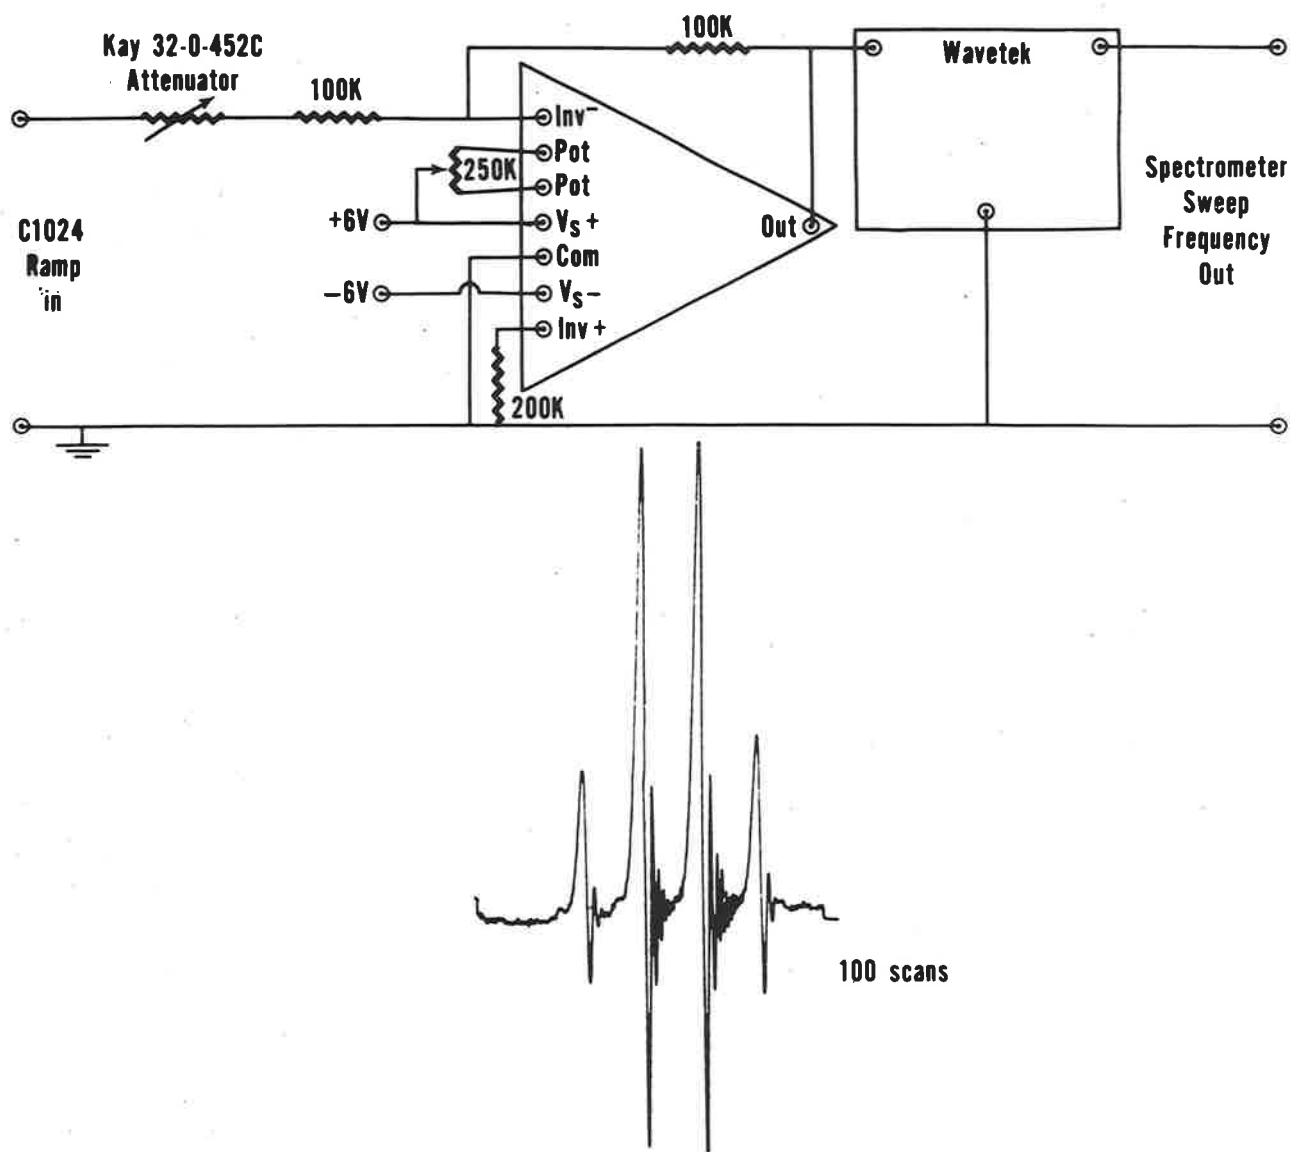 Kay 32-0-452C
Attenuator
100K
100K
Wavetek
Inv-
Pot
250K
Pot
+6V
Vs+
Out
C1024
Ramp
in
Com
-6V
Vs-
Inv+
200K
Spectrometer
Sweep
Frequency
Out
100 scans